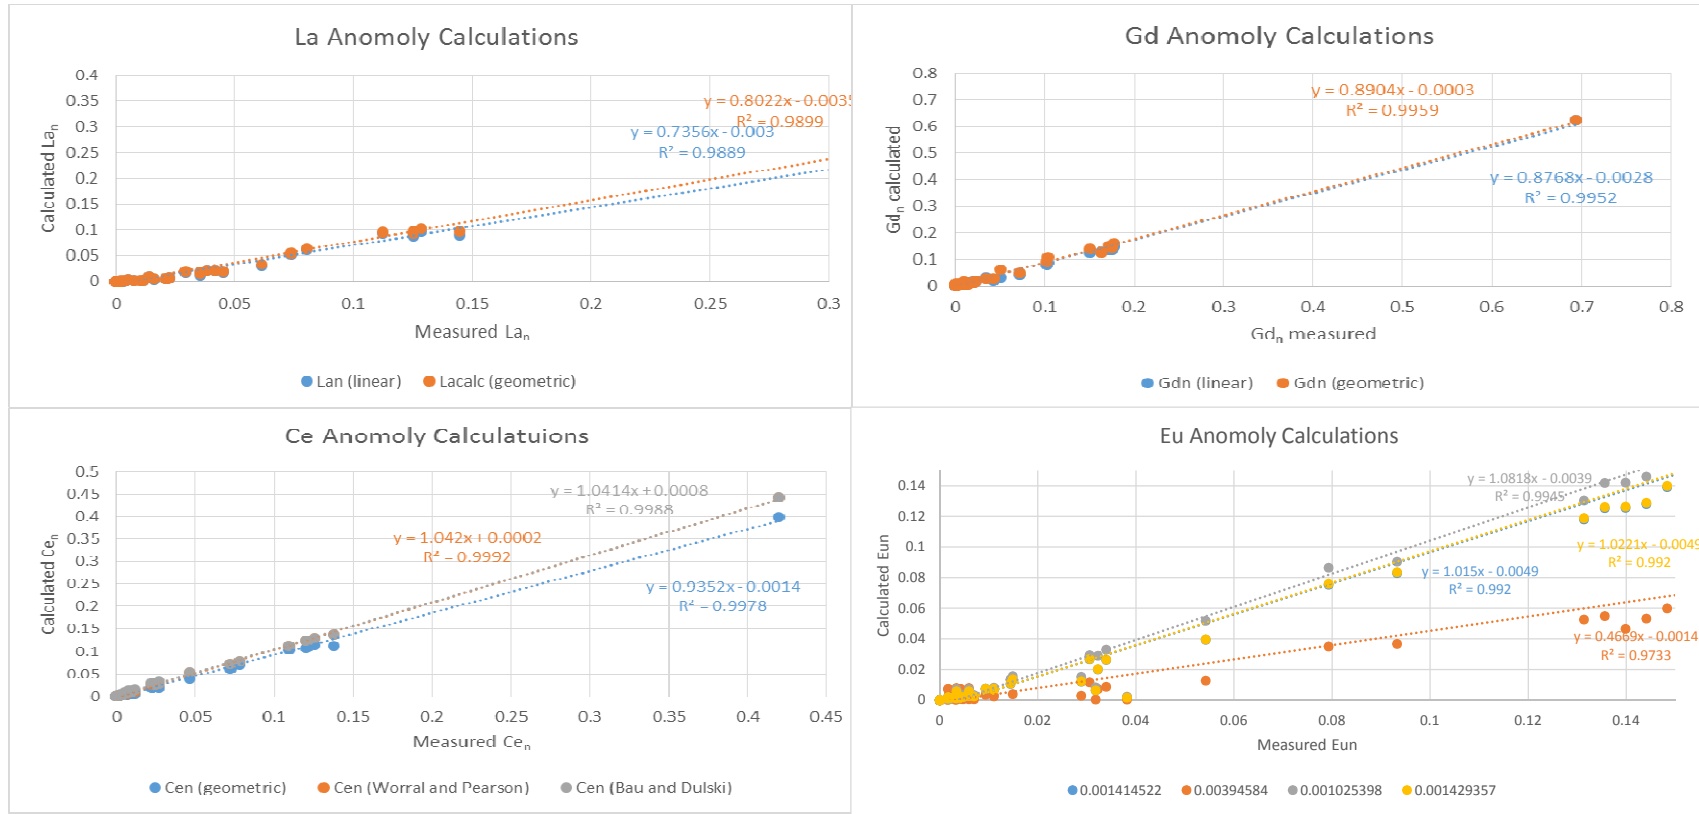 La Anomoly Calculations
0.4
0.35
0.3
0.25
0.2
0.15
0.1
0.05
0
Calculated Laₙ
y = 0.8022x - 0.0035
R² = 0.9899
y = 0.7356x - 0.003
R² = 0.9889
0 0.05 0.1 0.15 0.2 0.25 0.3
Measured Laₙ
Lan (linear) Lacalc (geometric)
Gd Anomoly Calculations
0.8
0.7
0.6
0.5
0.4
0.3
0.2
0.1
0
Gdₙ calculated
y = 0.8904x - 0.0003
R² = 0.9959
y = 0.8768x - 0.0028
R² = 0.9952
0 0.1 0.2 0.3 0.4 0.5 0.6 0.7 0.8
Gdₙ measured
Gdn (linear) Gdn (geometric)
Ce Anomoly Calculatuions
0.5
0.45
0.4
0.35
0.3
0.25
0.2
0.15
0.1
0.05
0
Calculated Ceₙ
y = 1.0414x + 0.0008
R² = 0.9988
y = 1.042x + 0.0002
R² = 0.9992
y = 0.9352x - 0.0014
R² = 0.9978
0 0.05 0.1 0.15 0.2 0.25 0.3 0.35 0.4 0.45
Measured Ceₙ
Cen (geometric) Cen (Worral and Pearson) Cen (Bau and Dulski)
Eu Anomoly Calculations
0.14
0.12
0.1
0.08
0.06
0.04
0.02
0
Calculated Eun
y = 1.0818x - 0.0039
R² = 0.9945
y = 1.0221x - 0.0049
R² = 0.992
y = 1.015x - 0.0049
R² = 0.992
y = 0.4669x - 0.0014
R² = 0.9733
0 0.02 0.04 0.06 0.08 0.1 0.12 0.14
Measured Eun
0.001414522 0.00394584 0.001025398 0.001429357